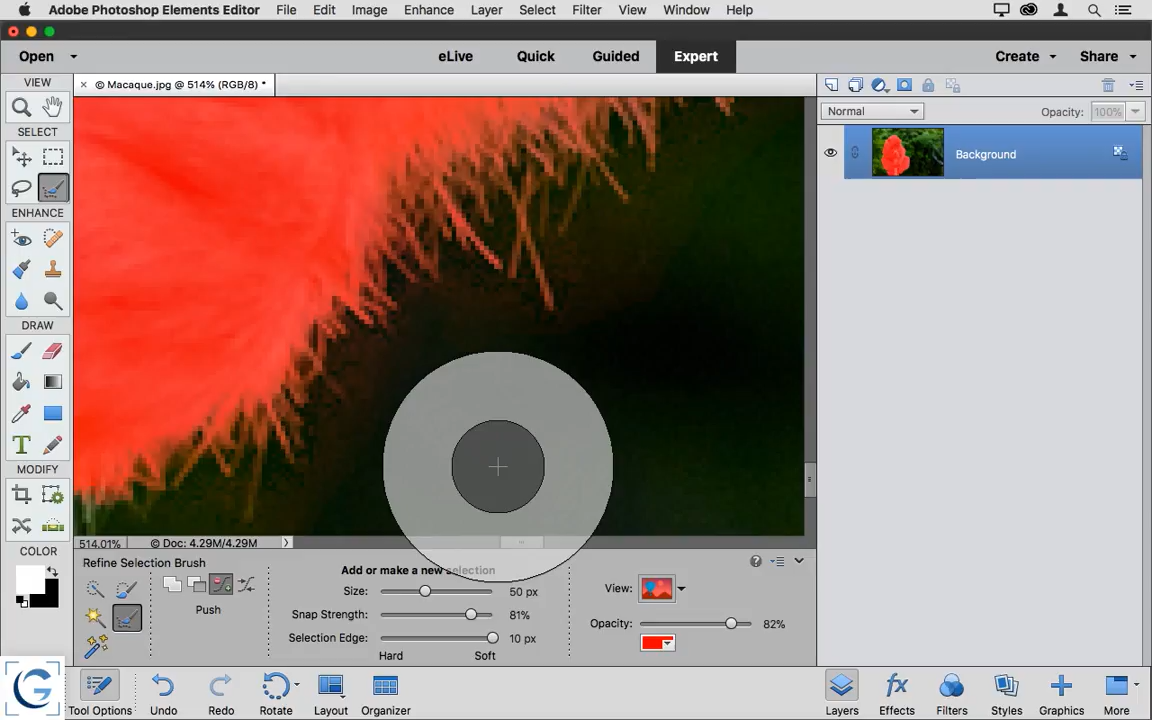 Adobe Photoshop Elements Editor File Edit Image Enhance Layer Select Filter View Window Help
Open eLive Quick Guided Expert Create Share
VIEW
× © Macaque.jpg @ 514% (RGB/8) *
Normal Opacity: 100%
SELECT
Background
ENHANCE
DRAW
T
MODIFY
COLOR
514.01% © Doc: 4.29M/4.29M
Refine Selection Brush
Add or make a new selection
Size: 50 px
View:
Push
Snap Strength: 81%
Opacity: 82%
Selection Edge: 10 px
Hard Soft
G
fx
Tool Options Undo Redo Rotate Layout Organizer Layers Effects Filters Styles Graphics More